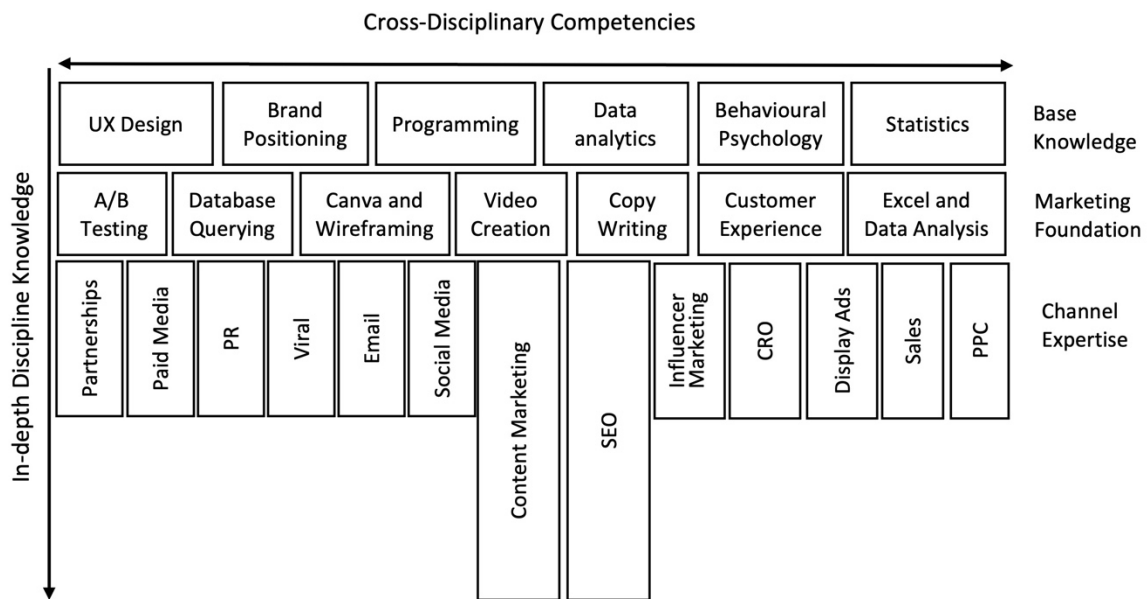 Cross-Disciplinary Competencies
In-depth Discipline Knowledge
UX Design
Brand
Positioning
Programming
Data
analytics
Behavioural
Psychology
Statistics
Base
Knowledge
A/B
Testing
Database
Querying
Canva and
Wireframing
Video
Creation
Copy
Writing
Customer
Experience
Excel and
Data Analysis
Marketing
Foundation
Partnerships
Paid Media
PR
Viral
Email
Social Media
Content Marketing
SEO
Influencer
Marketing
CRO
Display Ads
Sales
PPC
Channel
Expertise